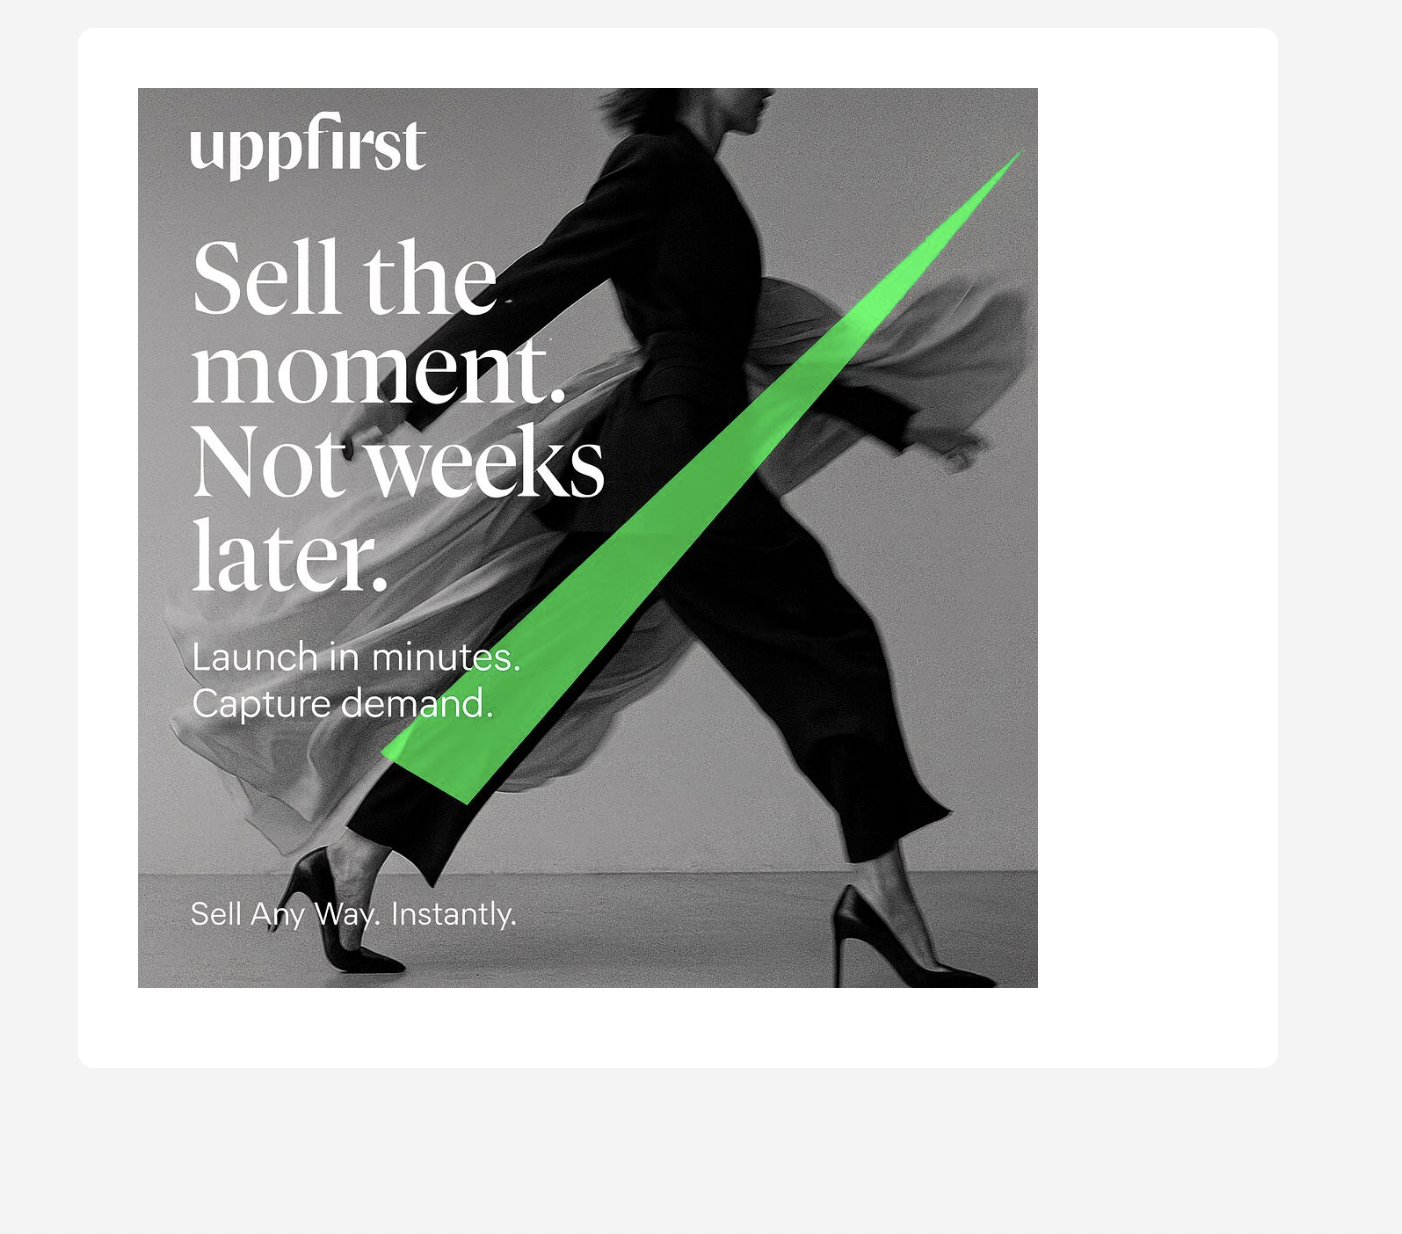 uppfirst
Sell the
moment.
Not weeks
later.
Launch in minutes.
Capture demand.
Sell Any Way. Instantly.